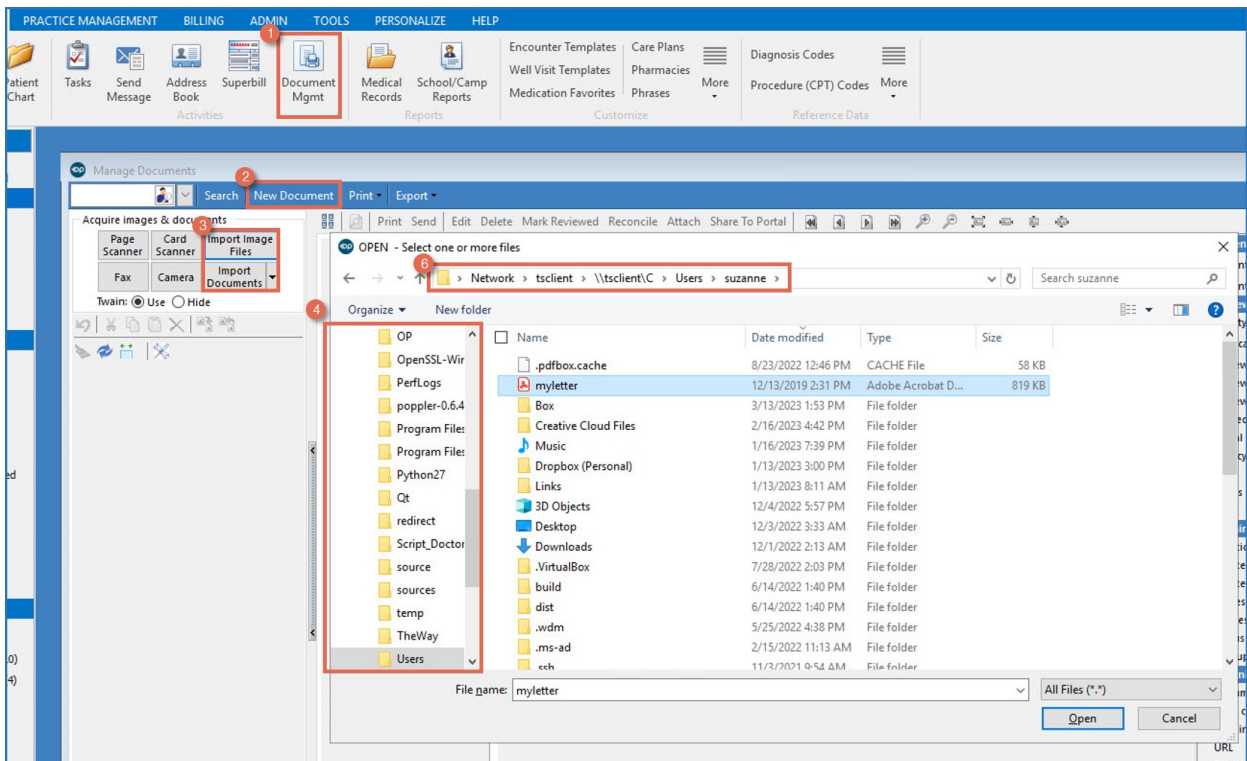 PRACTICE MANAGEMENT BILLING ADMIN TOOLS PERSONALIZE HELP
1
Patient Chart
Tasks
Send Message
Address Book
Superbill
Document Mgmt
Activities
Medical Records
School/Camp Reports
Reports
Encounter Templates Care Plans
Well Visit Templates Pharmacies
Medication Favorites Phrases
More
Customize
Diagnosis Codes
Procedure (CPT) Codes
More
Reference Data
Manage Documents
2
Search New Document Print Export
Acquire images & documents
3
Page Scanner
Card Scanner
Import Image Files
Fax
Camera
Import Documents
Twain: Use Hide
Print Send Edit Delete Mark Reviewed Reconcile Attach Share To Portal
OPEN - Select one or more files
6
Network > tsclient > \\tsclient\C > Users > suzanne >
Search suzanne
4
Organize New folder
OP
OpenSSL-Wir
PerfLogs
poppler-0.6.4
Program Files
Program Files
Python27
Qt
redirect
Script_Doctor
source
sources
temp
TheWay
Users
Name Date modified Type Size
.pdfbox.cache 8/23/2022 12:46 PM CACHE File 58 KB
myletter 12/13/2019 2:31 PM Adobe Acrobat D... 819 KB
Box 3/13/2023 1:53 PM File folder
Creative Cloud Files 2/16/2023 4:42 PM File folder
Music 1/16/2023 7:39 PM File folder
Dropbox (Personal) 1/13/2023 3:00 PM File folder
Links 1/13/2023 8:11 AM File folder
3D Objects 12/4/2022 5:57 PM File folder
Desktop 12/3/2022 3:33 AM File folder
Downloads 12/1/2022 2:13 AM File folder
.VirtualBox 7/28/2022 2:03 PM File folder
build 6/14/2022 1:40 PM File folder
dist 6/14/2022 1:40 PM File folder
.wdm 5/25/2022 4:38 PM File folder
.ms-ad 2/15/2022 11:13 AM File folder
.ssh 11/3/2021 9:54 AM File folder
File name: myletter All Files (*.*)
Open Cancel
URL